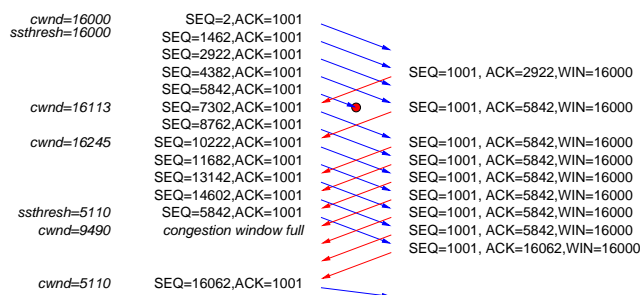 cwnd=16000 SEQ=2,ACK=1001
ssthresh=16000 SEQ=1462,ACK=1001
SEQ=2922,ACK=1001
SEQ=4382,ACK=1001 SEQ=1001, ACK=2922,WIN=16000
SEQ=5842,ACK=1001
cwnd=16113 SEQ=7302,ACK=1001 SEQ=1001, ACK=5842,WIN=16000
SEQ=8762,ACK=1001
cwnd=16245 SEQ=10222,ACK=1001 SEQ=1001, ACK=5842,WIN=16000
SEQ=11682,ACK=1001 SEQ=1001, ACK=5842,WIN=16000
SEQ=13142,ACK=1001 SEQ=1001, ACK=5842,WIN=16000
SEQ=14602,ACK=1001 SEQ=1001, ACK=5842,WIN=16000
ssthresh=5110 SEQ=5842,ACK=1001 SEQ=1001, ACK=5842,WIN=16000
cwnd=9490 congestion window full SEQ=1001, ACK=5842,WIN=16000
SEQ=1001, ACK=16062,WIN=16000
cwnd=5110 SEQ=16062,ACK=1001